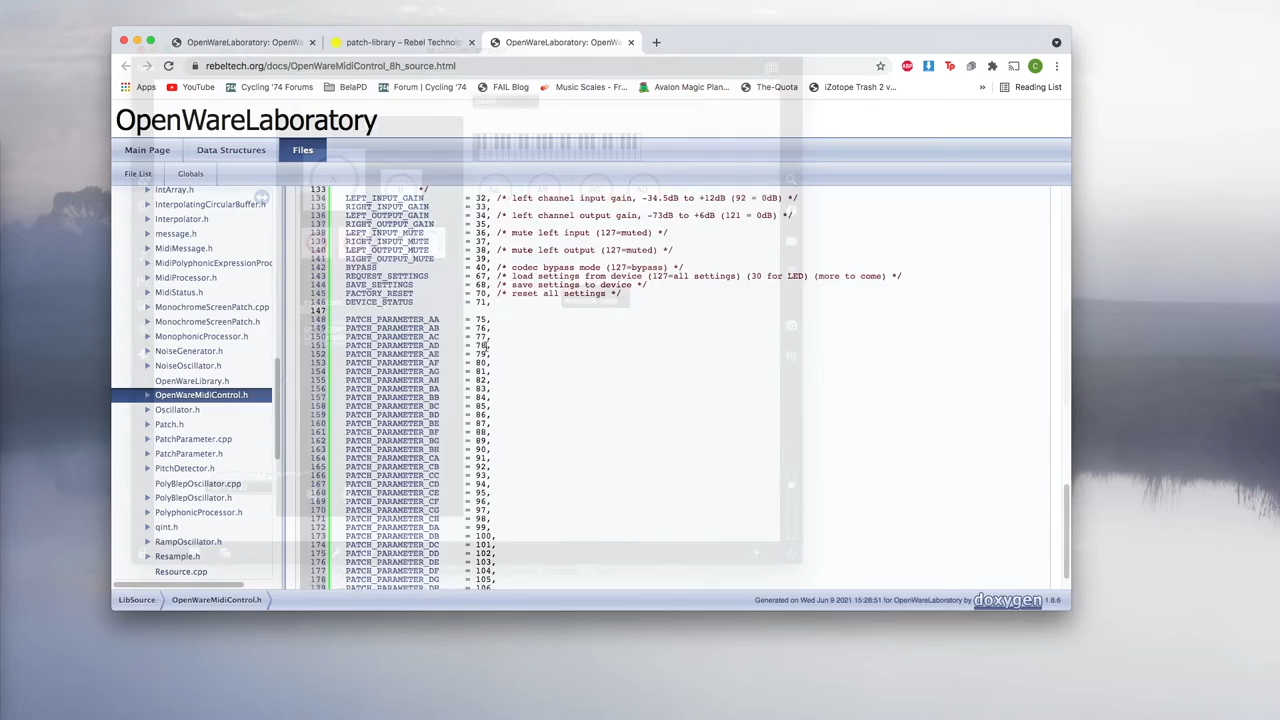 OpenWareLaboratory: OpenW
patch-library – Rebel Technolo
OpenWareLaboratory: OpenW
rebeltech.org/docs/OpenWareMidiControl_8h_source.html
Apps
YouTube
Cycling '74 Forums
BelaPD
Forum | Cycling '74
FAIL Blog
Music Scales - Fr...
Avalon Magic Plan...
The-Quota
iZotope Trash 2 v...
»
Reading List
OpenWareLaboratory
Main Page
Data Structures
Files
File List
Globals
IntArray.h
InterpolatingCircularBuffer.h
Interpolator.h
message.h
MidiMessage.h
MidiPolyphonicExpressionProc
MidiProcessor.h
MidiStatus.h
MonochromeScreenPatch.cpp
MonochromeScreenPatch.h
MonophonicProcessor.h
NoiseGenerator.h
NoiseOscillator.h
OpenWareLibrary.h
OpenWareMidiControl.h
Oscillator.h
Patch.h
PatchParameter.cpp
PatchParameter.h
PitchDetector.h
PolyBlepOscillator.cpp
PolyBlepOscillator.h
PolyphonicProcessor.h
qint.h
RampOscillator.h
Resample.h
Resource.cpp
133 */
134 LEFT_INPUT_GAIN = 32, /* left channel input gain, -34.5dB to +12dB (92 = 0dB) */
135 RIGHT_INPUT_GAIN = 33,
136 LEFT_OUTPUT_GAIN = 34, /* left channel output gain, -73dB to +6dB (121 = 0dB) */
137 RIGHT_OUTPUT_GAIN = 35,
138 LEFT_INPUT_MUTE = 36, /* mute left input (127=muted) */
139 RIGHT_INPUT_MUTE = 37,
140 LEFT_OUTPUT_MUTE = 38, /* mute left output (127=muted) */
141 RIGHT_OUTPUT_MUTE = 39,
142 BYPASS = 40, /* codec bypass mode (127=bypass) */
143 REQUEST_SETTINGS = 67, /* load settings from device (127=all settings) (30 for LED) (more to come) */
144 SAVE_SETTINGS = 68, /* save settings to device */
145 FACTORY_RESET = 70, /* reset all settings */
146 DEVICE_STATUS = 71,
147
148 PATCH_PARAMETER_AA = 75,
149 PATCH_PARAMETER_AB = 76,
150 PATCH_PARAMETER_AC = 77,
151 PATCH_PARAMETER_AD = 78,
152 PATCH_PARAMETER_AE = 79,
153 PATCH_PARAMETER_AF = 80,
154 PATCH_PARAMETER_AG = 81,
155 PATCH_PARAMETER_AH = 82,
156 PATCH_PARAMETER_BA = 83,
157 PATCH_PARAMETER_BB = 84,
158 PATCH_PARAMETER_BC = 85,
159 PATCH_PARAMETER_BD = 86,
160 PATCH_PARAMETER_BE = 87,
161 PATCH_PARAMETER_BF = 88,
162 PATCH_PARAMETER_BG = 89,
163 PATCH_PARAMETER_BH = 90,
164 PATCH_PARAMETER_CA = 91,
165 PATCH_PARAMETER_CB = 92,
166 PATCH_PARAMETER_CC = 93,
167 PATCH_PARAMETER_CD = 94,
168 PATCH_PARAMETER_CE = 95,
169 PATCH_PARAMETER_CF = 96,
170 PATCH_PARAMETER_CG = 97,
171 PATCH_PARAMETER_CH = 98,
172 PATCH_PARAMETER_DA = 99,
173 PATCH_PARAMETER_DB = 100,
174 PATCH_PARAMETER_DC = 101,
175 PATCH_PARAMETER_DD = 102,
176 PATCH_PARAMETER_DE = 103,
177 PATCH_PARAMETER_DF = 104,
178 PATCH_PARAMETER_DG = 105,
LibSource
OpenWareMidiControl.h
Generated on Wed Jun 9 2021 15:28:51 for OpenWareLaboratory by doxygen 1.8.6